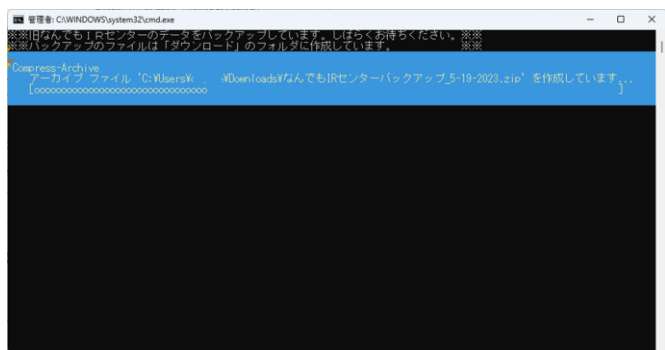 管理者: C:\WINDOWS\system32\cmd.exe
※※旧なんでもIRセンターのデータをバックアップしています。しばらくお待ちください。※※
※※バックアップのファイルは「ダウンロード」のフォルダに作成しています。 ※※
Compress-Archive
アーカイブ ファイル 'C:¥Users¥ ¥Downloads¥なんでもIRセンターバックアップ_5-19-2023.zip' を作成しています...
[oooooooooooooooooooooooooooooooo ]